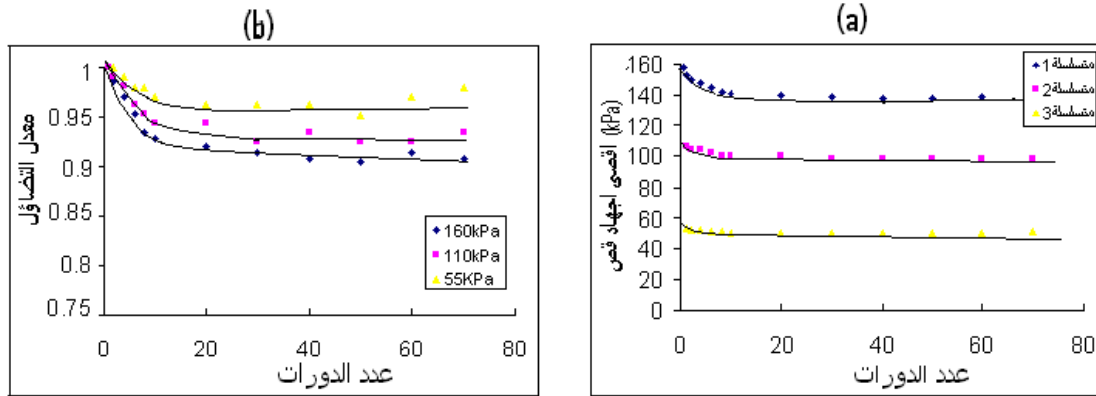 (b)
1
0.95
0.9
0.85
0.8
0.75
معدل التضاؤل
160kPa
110kPa
55KPa
0 20 40 60 80
عدد الدورات
(a)
160
140
120
100
80
60
40
20
0
اقصى اجهاد قص (kPa)
متسلسلة1
متسلسلة2
متسلسلة3
0 20 40 60 80
عدد الدورات